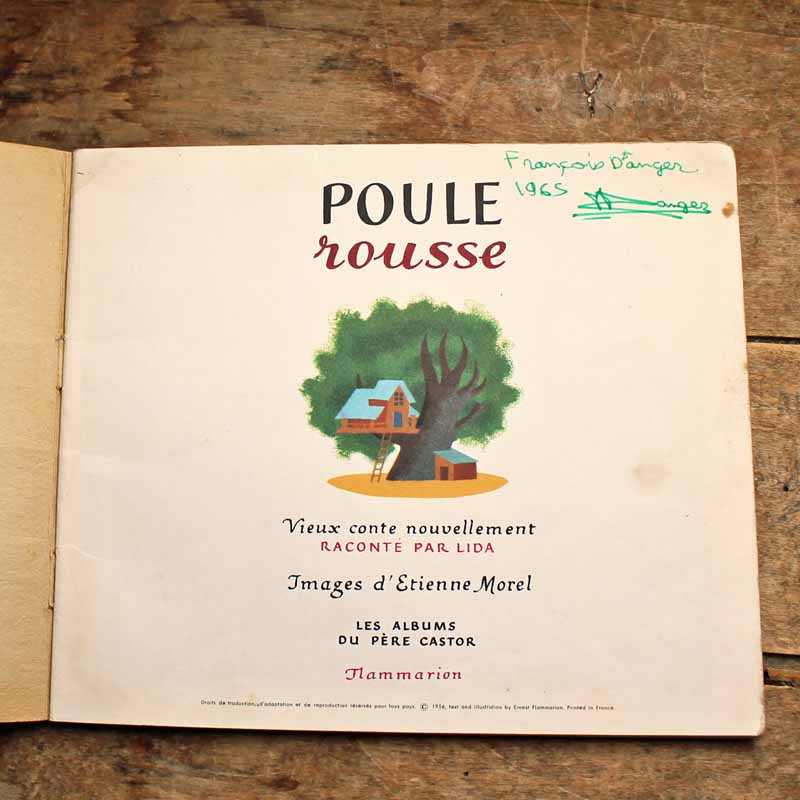 François D'anger
1965
Danger
POULE
rousse
Vieux conte nouvellement
RACONTÉ PAR LIDA
Images d'Etienne Morel
LES ALBUMS
DU PÈRE CASTOR
Flammarion
Droits de traduction, d'adaptation et de reproduction réservés pour tous pays. © 1956, text and illustration by Ernest Flammarion. Printed in France.